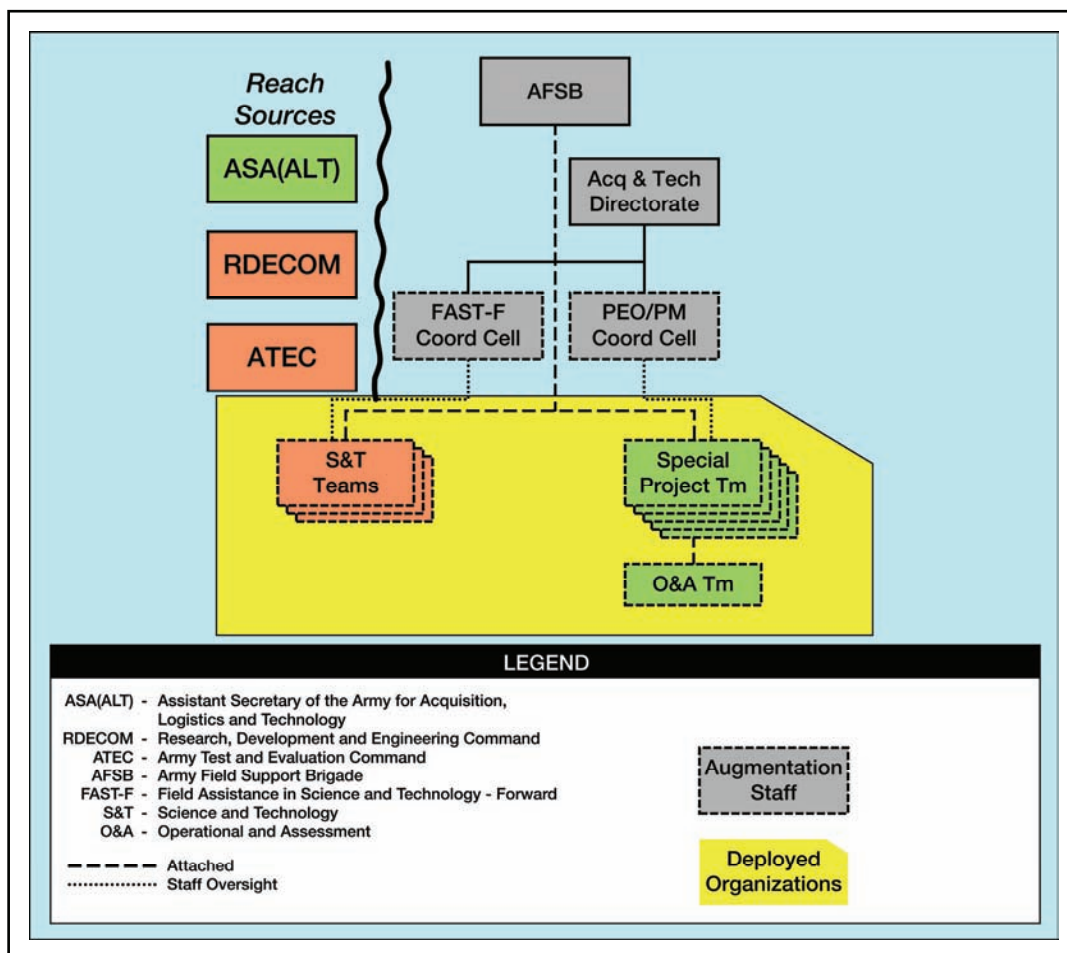 Reach
Sources
AFSB
ASA(ALT)
Acq & Tech
Directorate
RDECOM
FAST-F
Coord Cell
PEO/PM
Coord Cell
ATEC
S&T
Teams
Special
Project Tm
O&A Tm
LEGEND
ASA(ALT) - Assistant Secretary of the Army for Acquisition,
Logistics and Technology
RDECOM - Research, Development and Engineering Command
ATEC - Army Test and Evaluation Command
AFSB - Army Field Support Brigade
FAST-F - Field Assistance in Science and Technology - Forward
S&T - Science and Technology
O&A - Operational and Assessment
Attached
Staff Oversight
Augmentation
Staff
Deployed
Organizations